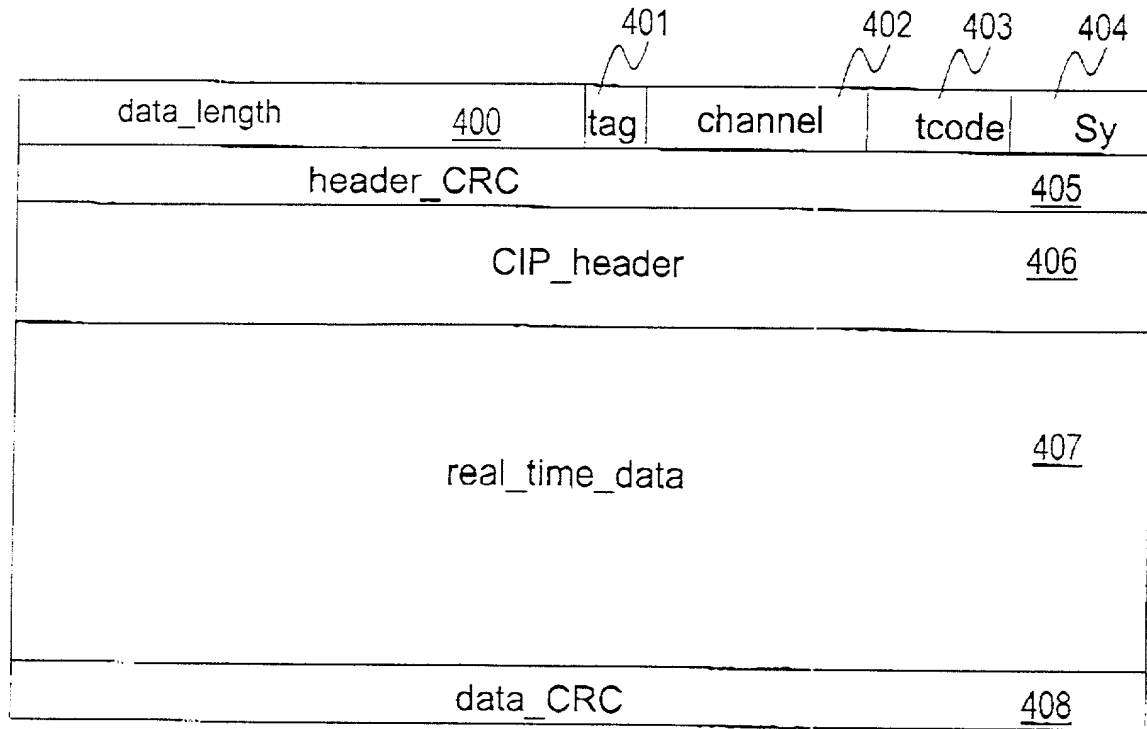 401 402 403 404
data_length 400 tag channel tcode Sy
header_CRC 405
CIP_header 406
real_time_data 407
data_CRC 408